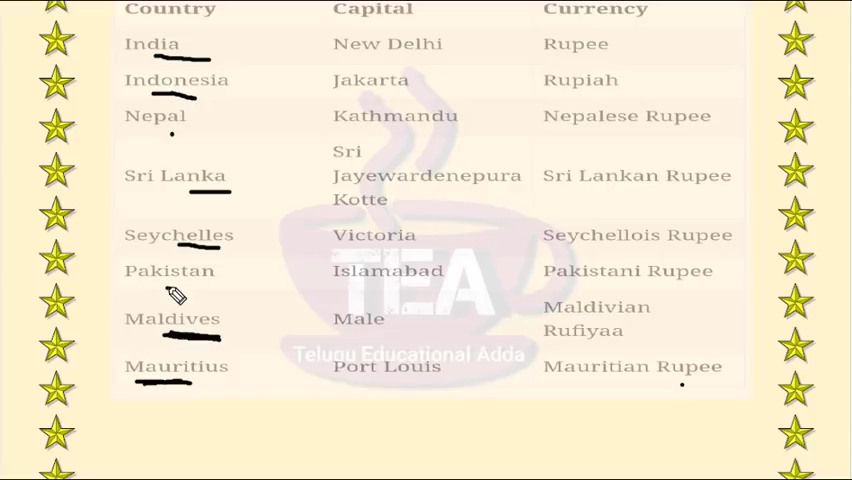 Country Capital Currency
India New Delhi Rupee
Indonesia Jakarta Rupiah
Nepal Kathmandu Nepalese Rupee
Sri Lanka Sri Jayewardenepura Kotte Sri Lankan Rupee
Seychelles Victoria Seychellois Rupee
Pakistan Islamabad Pakistani Rupee
Maldives Male Maldivian Rufiyaa
Mauritius Port Louis Mauritian Rupee
TEA
Telugu Educational Adda